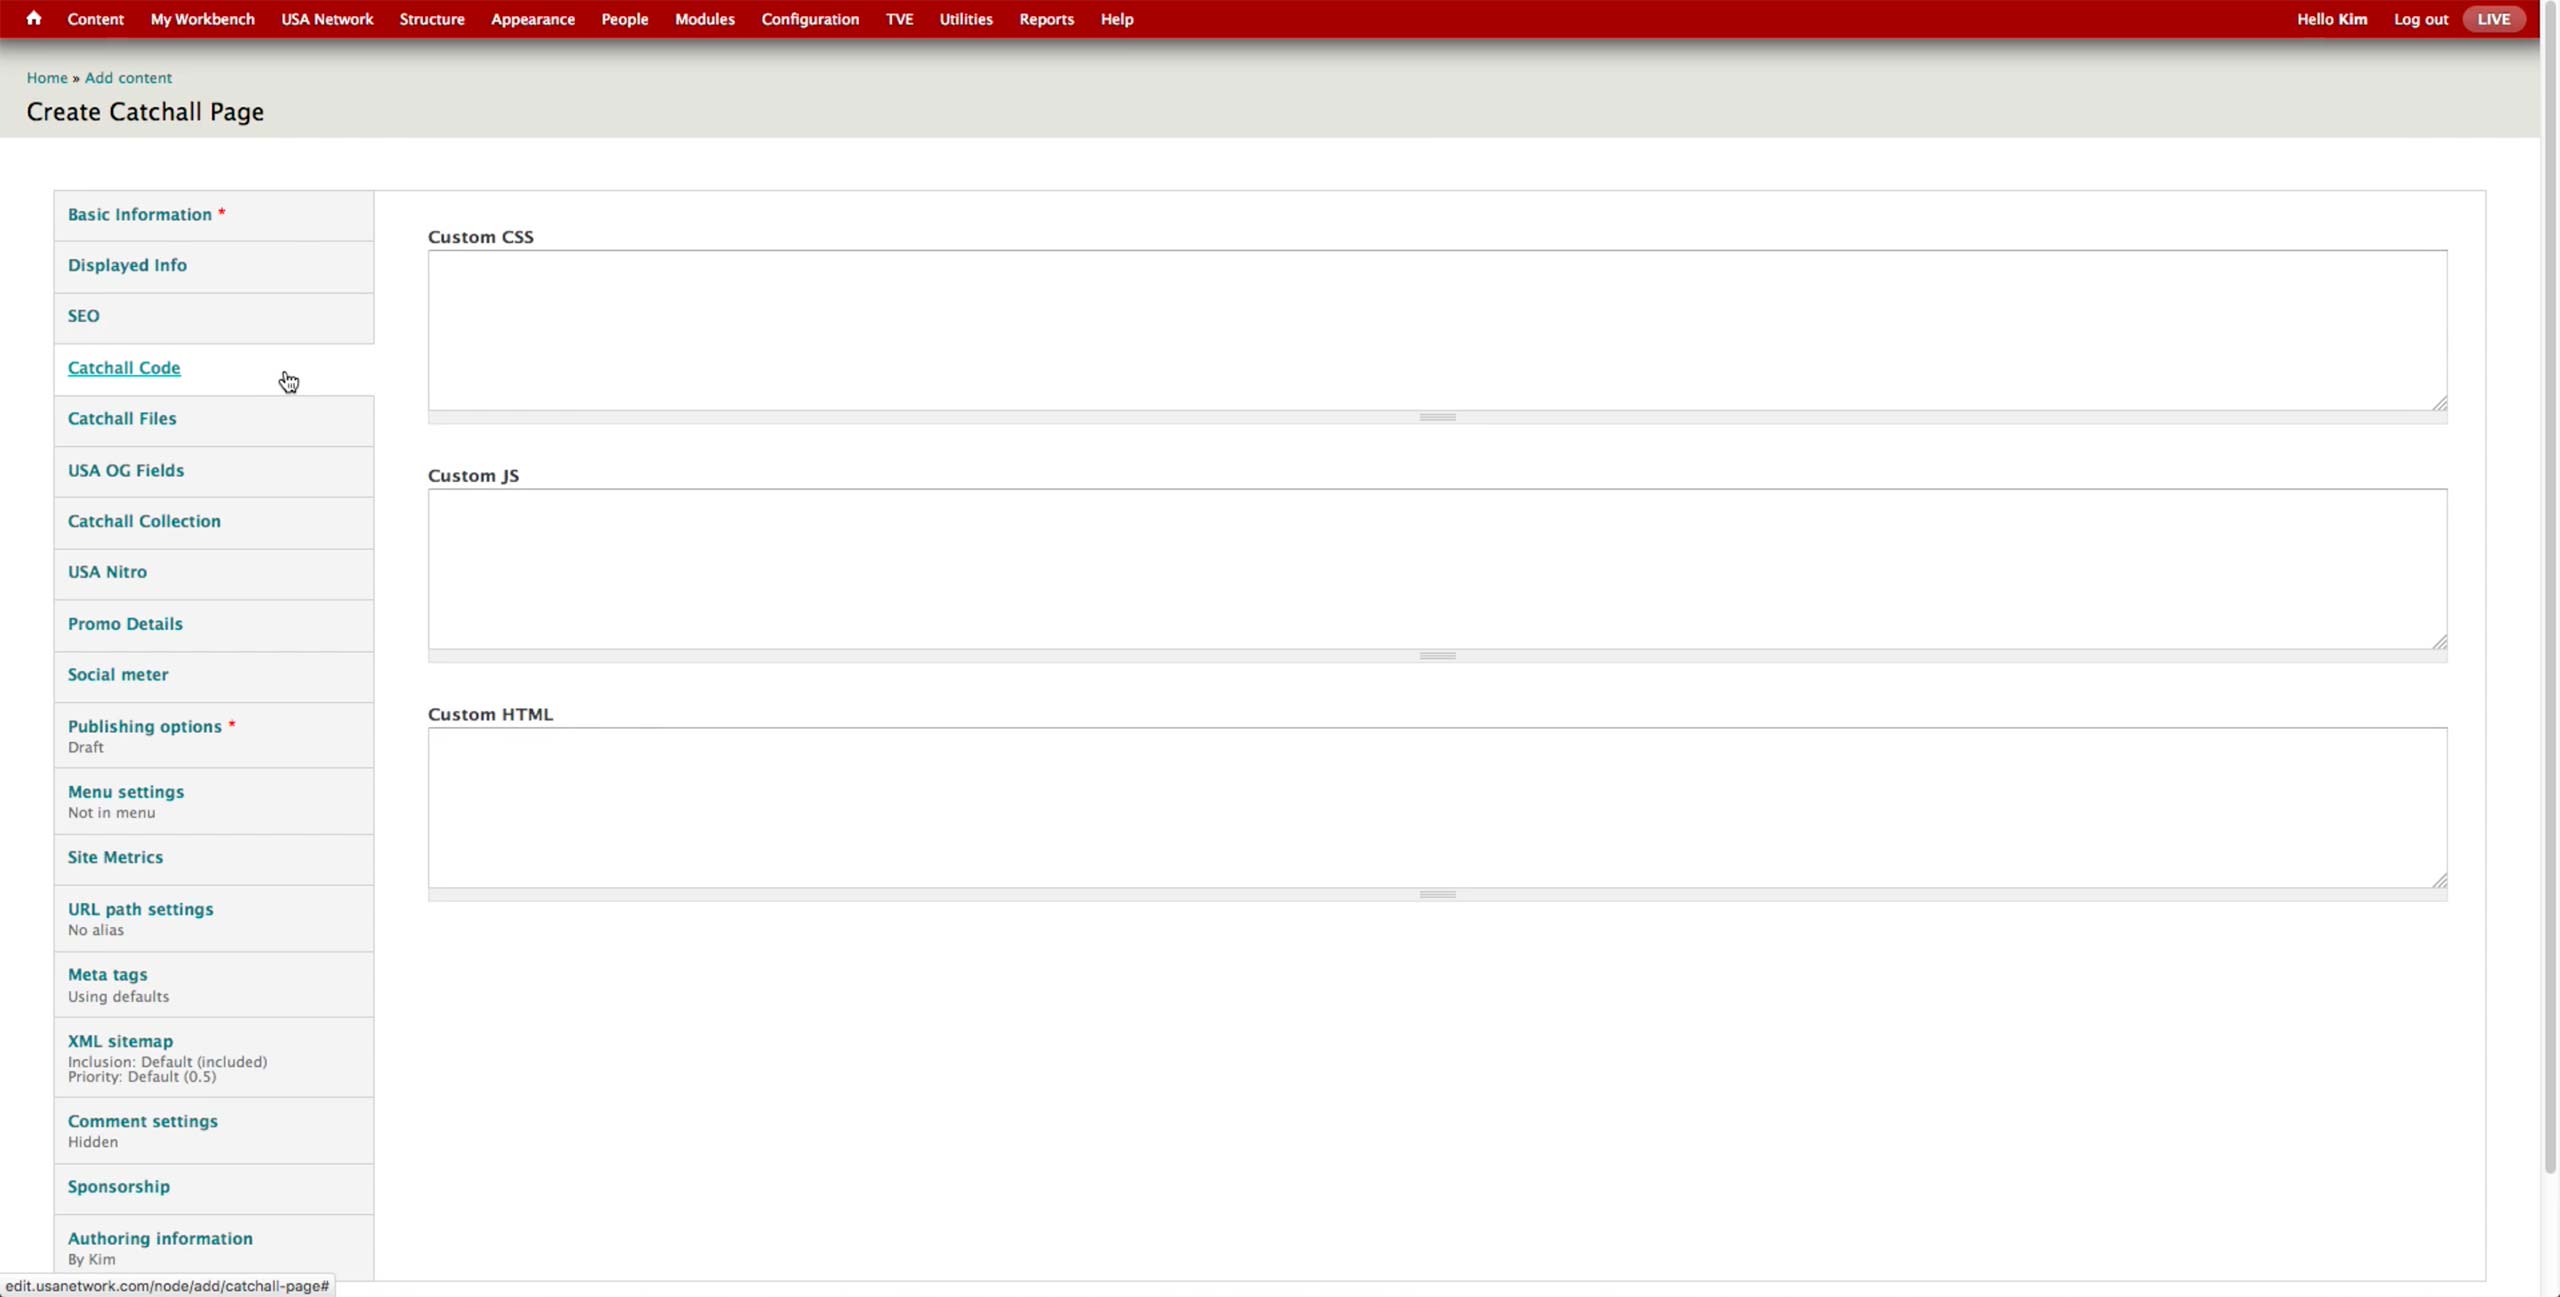 Content My Workbench USA Network Structure Appearance People Modules Configuration TVE Utilities Reports Help Hello Kim Log out LIVE
Home » Add content
Create Catchall Page
Basic Information *
Displayed Info
SEO
Catchall Code
Catchall Files
USA OG Fields
Catchall Collection
USA Nitro
Promo Details
Social meter
Publishing options *
Draft
Menu settings
Not in menu
Site Metrics
URL path settings
No alias
Meta tags
Using defaults
XML sitemap
Inclusion: Default (included)
Priority: Default (0.5)
Comment settings
Hidden
Sponsorship
Authoring information
By Kim
Custom CSS
Custom JS
Custom HTML
edit.usanetwork.com/node/add/catchall-page#